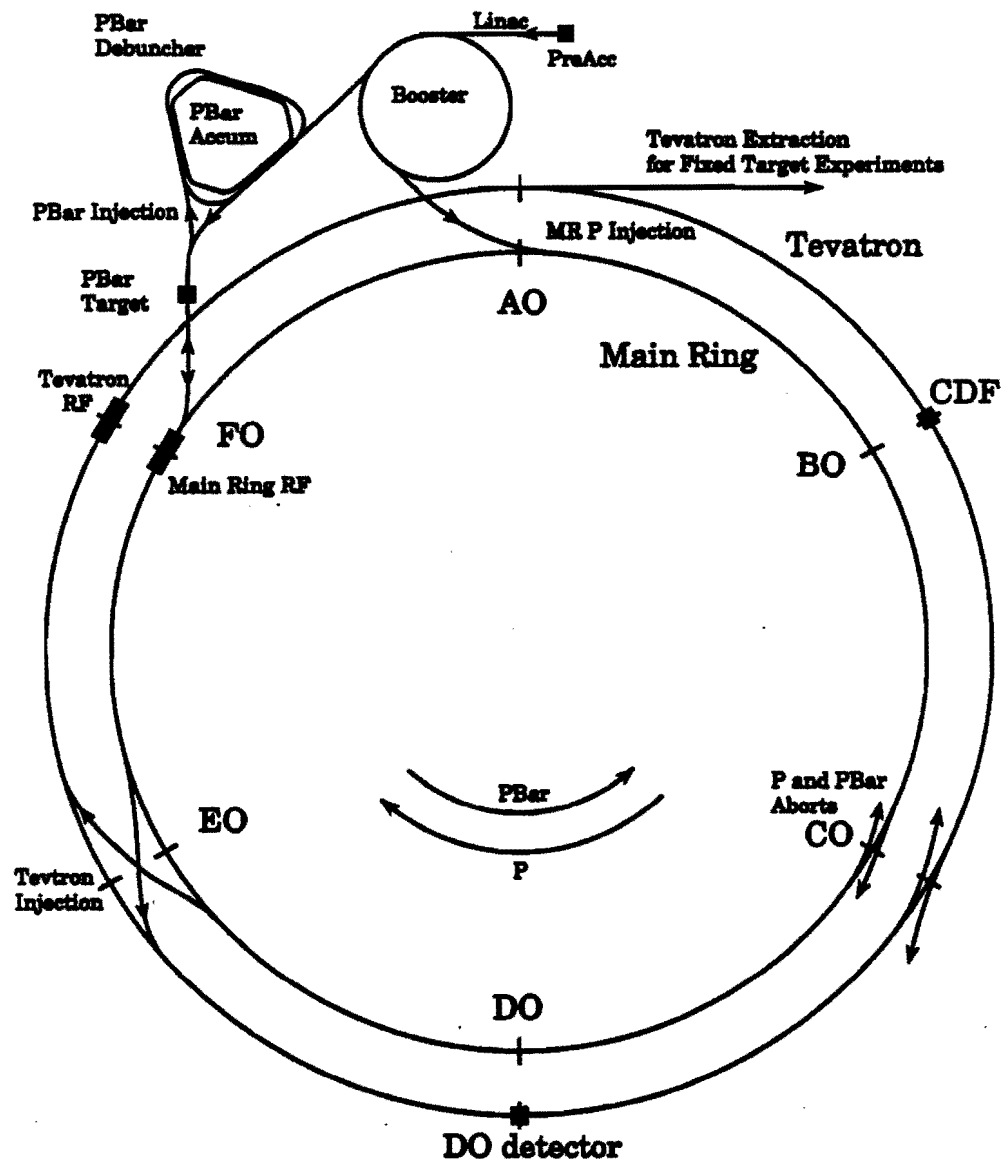 PBar
Debuncher
Linac
PreAcc
Booster
PBar
Accum
Tevatron Extraction
for Fixed Target Experiments
PBar Injection
MR P Injection
Tevatron
PBar
Target
AO
Main Ring
Tevatron
RF
CDF
FO
BO
Main Ring RF
PBar
P and PBar
Aborts
EO
CO
P
Tevtron
Injection
DO
DO detector